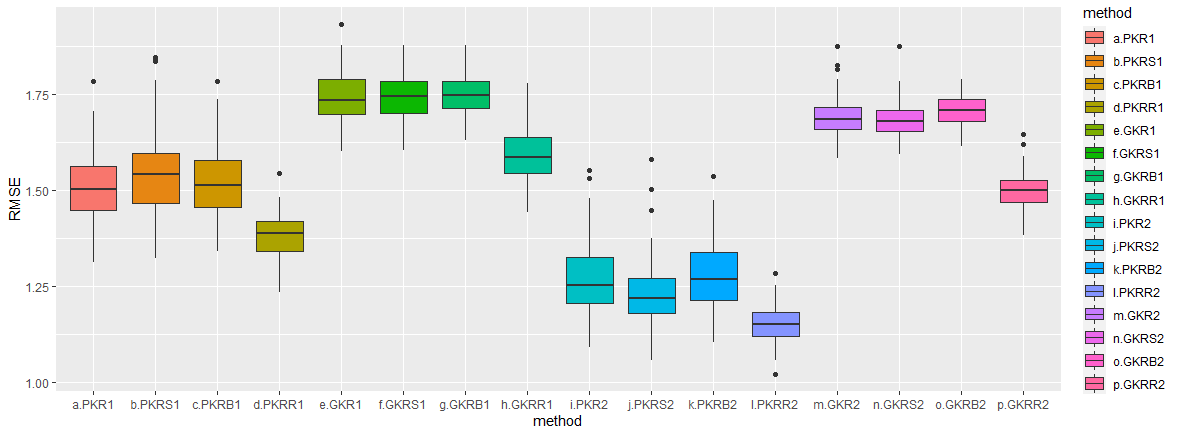 RMSE
1.75
1.50
1.25
1.00
a.PKR1 b.PKRS1 c.PKRB1 d.PKRR1 e.GKR1 f.GKRS1 g.GKRB1 h.GKRR1 i.PKR2 j.PKRS2 k.PKRB2 l.PKRR2 m.GKR2 n.GKRS2 o.GKRB2 p.GKRR2
method
method
a.PKR1
b.PKRS1
c.PKRB1
d.PKRR1
e.GKR1
f.GKRS1
g.GKRB1
h.GKRR1
i.PKR2
j.PKRS2
k.PKRB2
l.PKRR2
m.GKR2
n.GKRS2
o.GKRB2
p.GKRR2